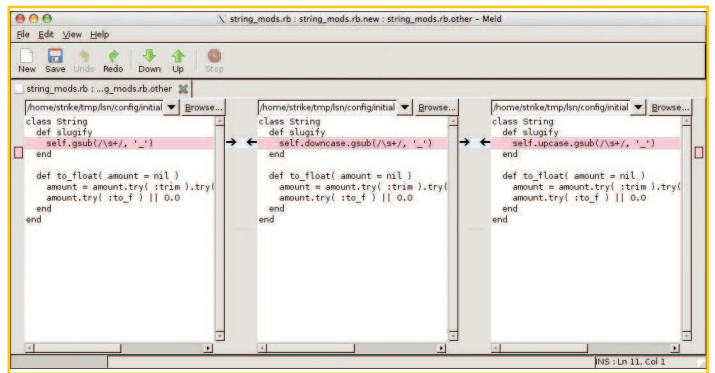 string_mods.rb : string_mods.rb.new : string_mods.rb.other – Meld
File Edit View Help
New Save Undo Redo Down Up Stop
string_mods.rb : ...g_mods.rb.other
/home/strike/tmp/lsn/config/initial Browse...
class String
def slugify
self.gsub(/\s+/, '_')
end
def to_float( amount = nil )
amount = amount.try( :trim ).try(
amount.try( :to_f ) || 0.0
end
end
/home/strike/tmp/lsn/config/initial Browse...
class String
def slugify
self.downcase.gsub(/\s+/, '_')
end
def to_float( amount = nil )
amount = amount.try( :trim ).try(
amount.try( :to_f ) || 0.0
end
end
/home/strike/tmp/lsn/config/initial Browse...
class String
def slugify
self.upcase.gsub(/\s+/, '_')
end
def to_float( amount = nil )
amount = amount.try( :trim ).try(
amount.try( :to_f ) || 0.0
end
end
INS : Ln 11, Col 1